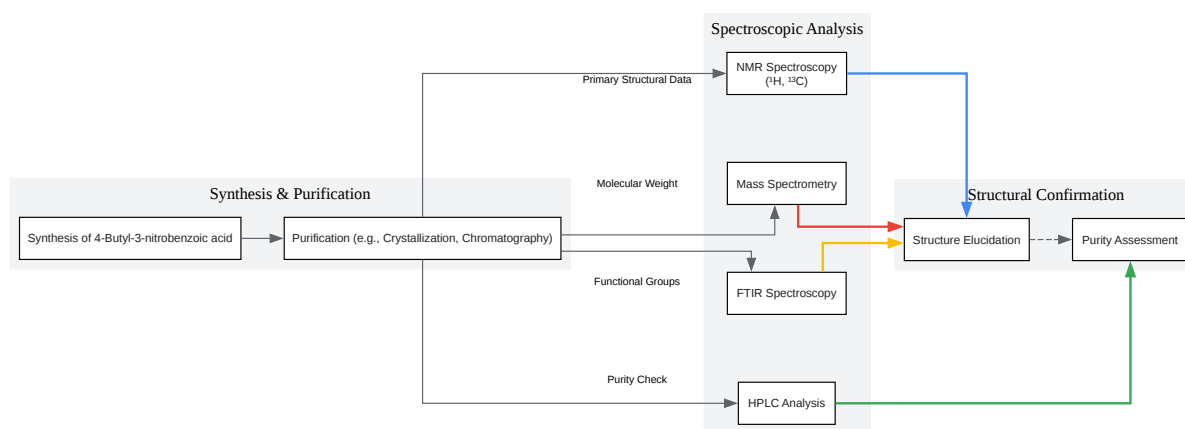 Spectroscopic Analysis
NMR Spectroscopy
(¹H, ¹³C)
Primary Structural Data
Molecular Weight
Mass Spectrometry
Synthesis & Purification
Structural Confirmation
Synthesis of 4-Butyl-3-nitrobenzoic acid
Purification (e.g., Crystallization, Chromatography)
Structure Elucidation
Purity Assessment
Functional Groups
FTIR Spectroscopy
Purity Check
HPLC Analysis